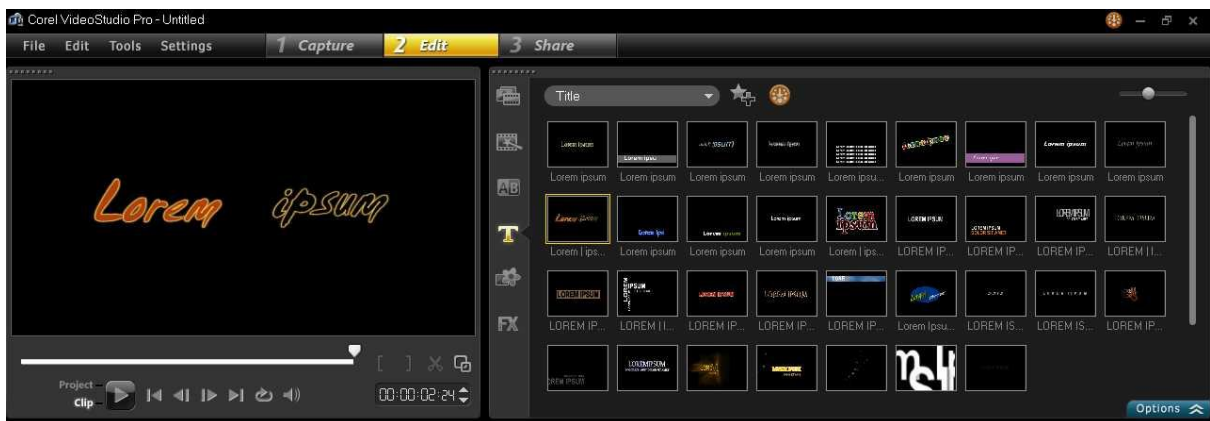 Corel VideoStudio Pro - Untitled
File Edit Tools Settings 1 Capture 2 Edit 3 Share
Title
Lorem ipsum
AB
T
FX
Lorem ipsum Lorem ipsum Lorem ipsum Lorem ipsum Lorem ipsu... Lorem ipsum Lorem ipsum Lorem ipsum Lorem ipsum
Lorem | ips... Lorem ipsum Lorem ipsum Lorem ipsum Lorem | ips... LOREM IP... LOREM IP... LOREM IP... LOREM | I...
LOREM IP... LOREM | I... LOREM IP... LOREM IP... LOREM IP... Lorem Ipsu... LOREM IS... LOREM IS... LOREM IP...
Project
Clip
00:00:02:24
Options